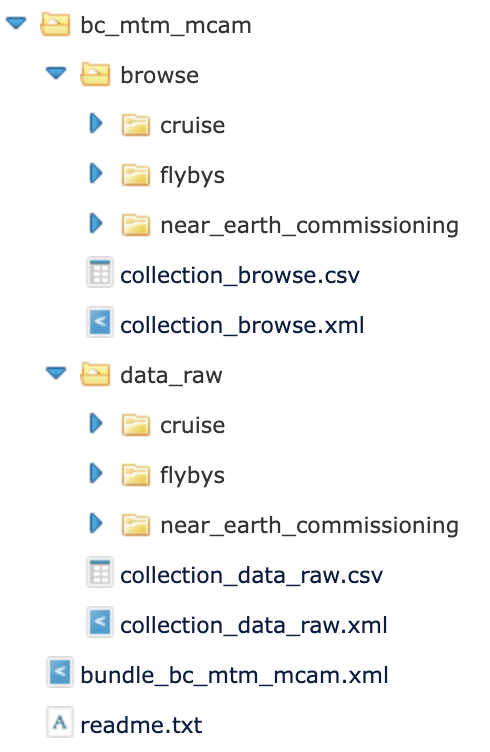 bc_mtm_mcam
browse
cruise
flybys
near_earth_commissioning
collection_browse.csv
collection_browse.xml
data_raw
cruise
flybys
near_earth_commissioning
collection_data_raw.csv
collection_data_raw.xml
bundle_bc_mtm_mcam.xml
readme.txt